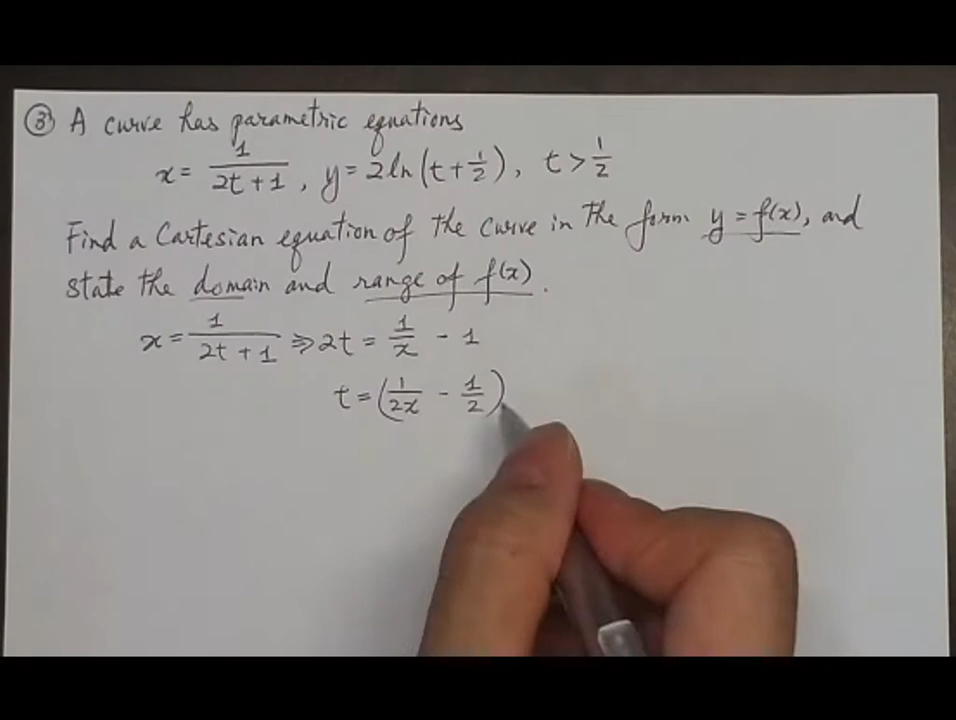 ③ A curve has parametric equations
x = 1/(2t + 1), y = 2ln(t + 1/2), t > 1/2
Find a Cartesian equation of the curve in the form y = f(x), and
state the domain and range of f(x).
x = 1/(2t + 1) ⇒ 2t = 1/x - 1
t = (1/2x - 1/2)